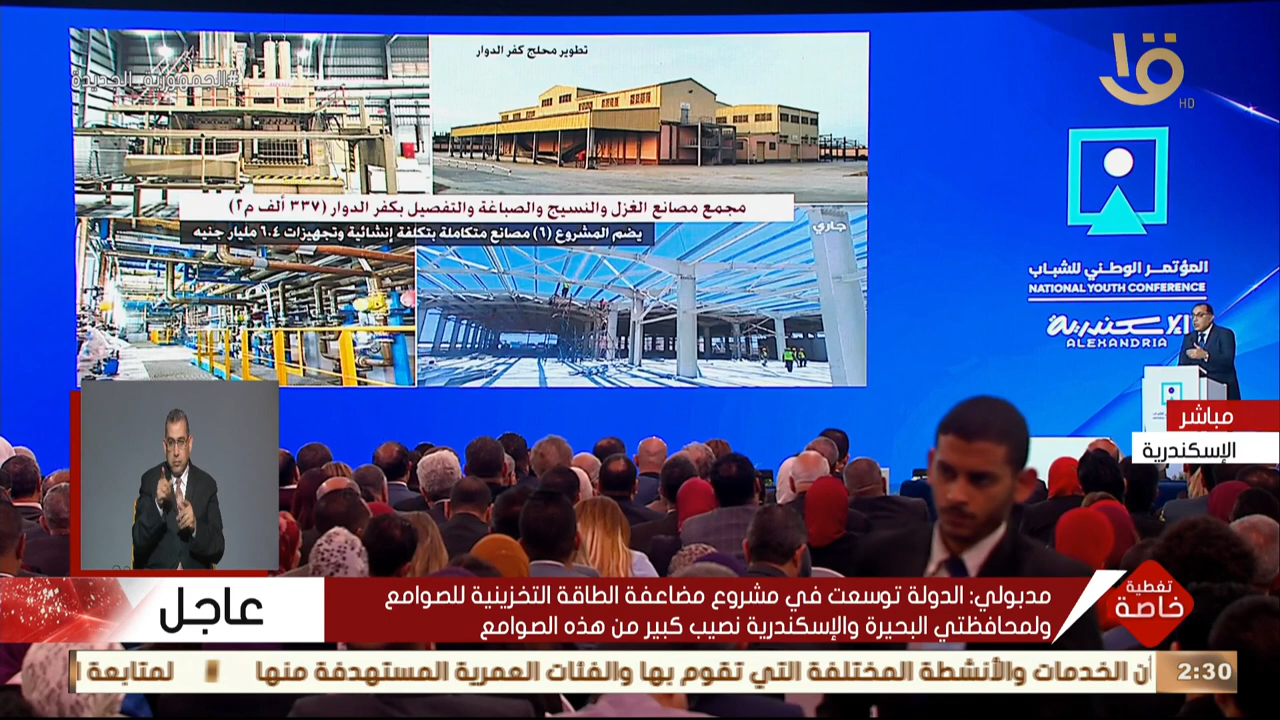 تطوير محلج كفر الدوار
#الجمهورية_الجديدة
HD
مجمع مصانع الغزل والنسيج والصباغة والتفصيل بكفر الدوار (٣٣٧ ألف م٢)
يضم المشروع (٦) مصانع متكاملة بتكلفة إنشائية وتجهيزات ٦.٤ مليار جنيه
جاري
المؤتمر الوطني للشباب
NATIONAL YOUTH CONFERENCE
الإسكندرية
ALEXANDRIA
مباشر
الإسكندرية
تغطية
خاصة
مدبولي: الدولة توسعت في مشروع مضاعفة الطاقة التخزينية للصوامع
ولمحافظتي البحيرة والإسكندرية نصيب كبير من هذه الصوامع
عاجل
أن الخدمات والأنشطة المختلفة التي تقوم بها والفئات العمرية المستهدفة منها
لمتابعة ا
2:30